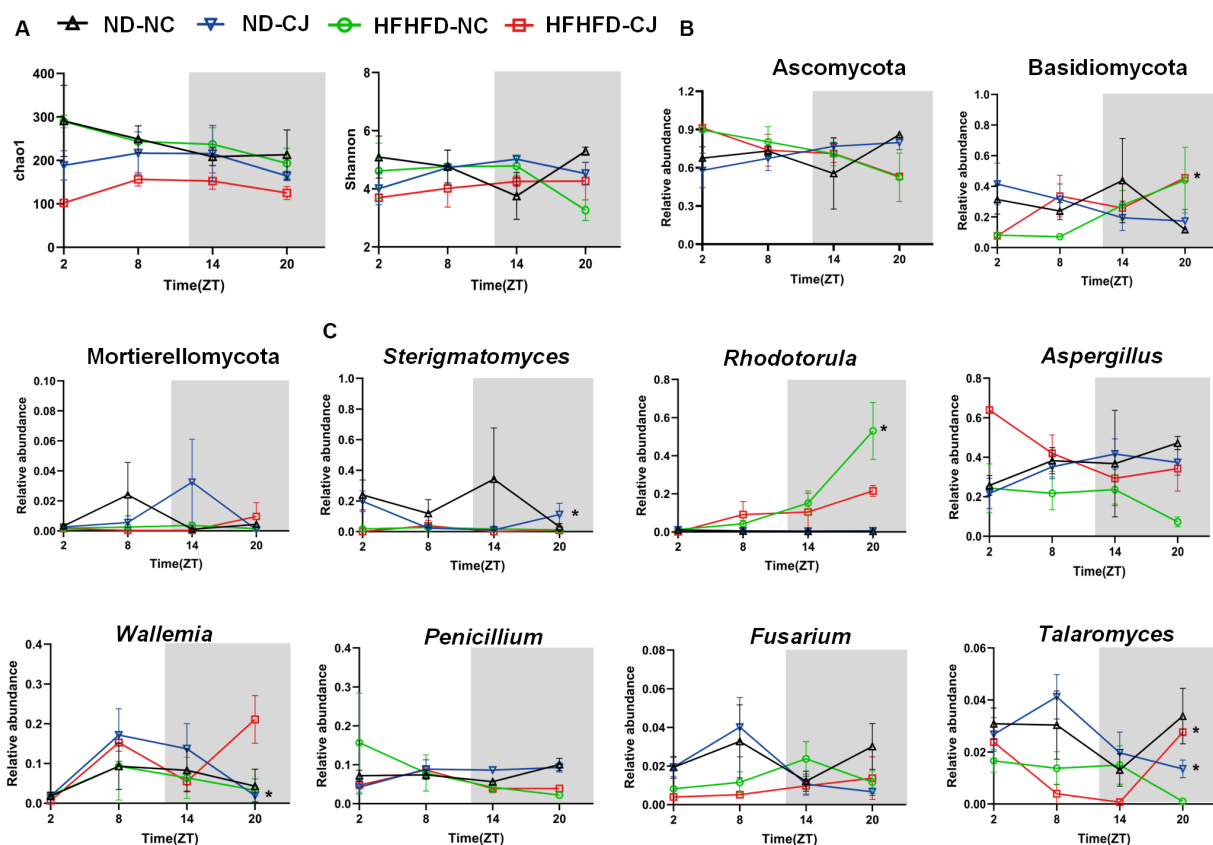 A ND-NC ND-CJ HFHFD-NC HFHFD-CJ B
chao1
400
300
200
100
0
2 8 14 20
Time(ZT)
Shannon
8
6
4
2
2 8 14 20
Time(ZT)
Ascomycota
Relative abundance
1.2
0.9
0.6
0.3
0.0
2 8 14 20
Time(ZT)
Basidiomycota
Relative abundance
1.0
0.8
0.6
0.4
0.2
0.0
*
2 8 14 20
Time(ZT)
Mortierellomycota
Relative abundance
0.10
0.08
0.06
0.04
0.02
0.00
2 8 14 20
Time(ZT)
C
Sterigmatomyces
Relative abundance
1.0
0.8
0.6
0.4
0.2
0.0
*
2 8 14 20
Time(ZT)
Rhodotorula
Relative abundance
0.8
0.6
0.4
0.2
0.0
*
2 8 14 20
Time(ZT)
Aspergillus
Relative abundance
0.8
0.6
0.4
0.2
0.0
2 8 14 20
Time(ZT)
Wallemia
Relative abundance
0.4
0.3
0.2
0.1
0.0
*
2 8 14 20
Time(ZT)
Penicillium
Relative abundance
0.4
0.3
0.2
0.1
0.0
2 8 14 20
Time(ZT)
Fusarium
Relative abundance
0.08
0.06
0.04
0.02
0.00
2 8 14 20
Time(ZT)
Talaromyces
Relative abundance
0.06
0.04
0.02
0.00
*
*
2 8 14 20
Time(ZT)